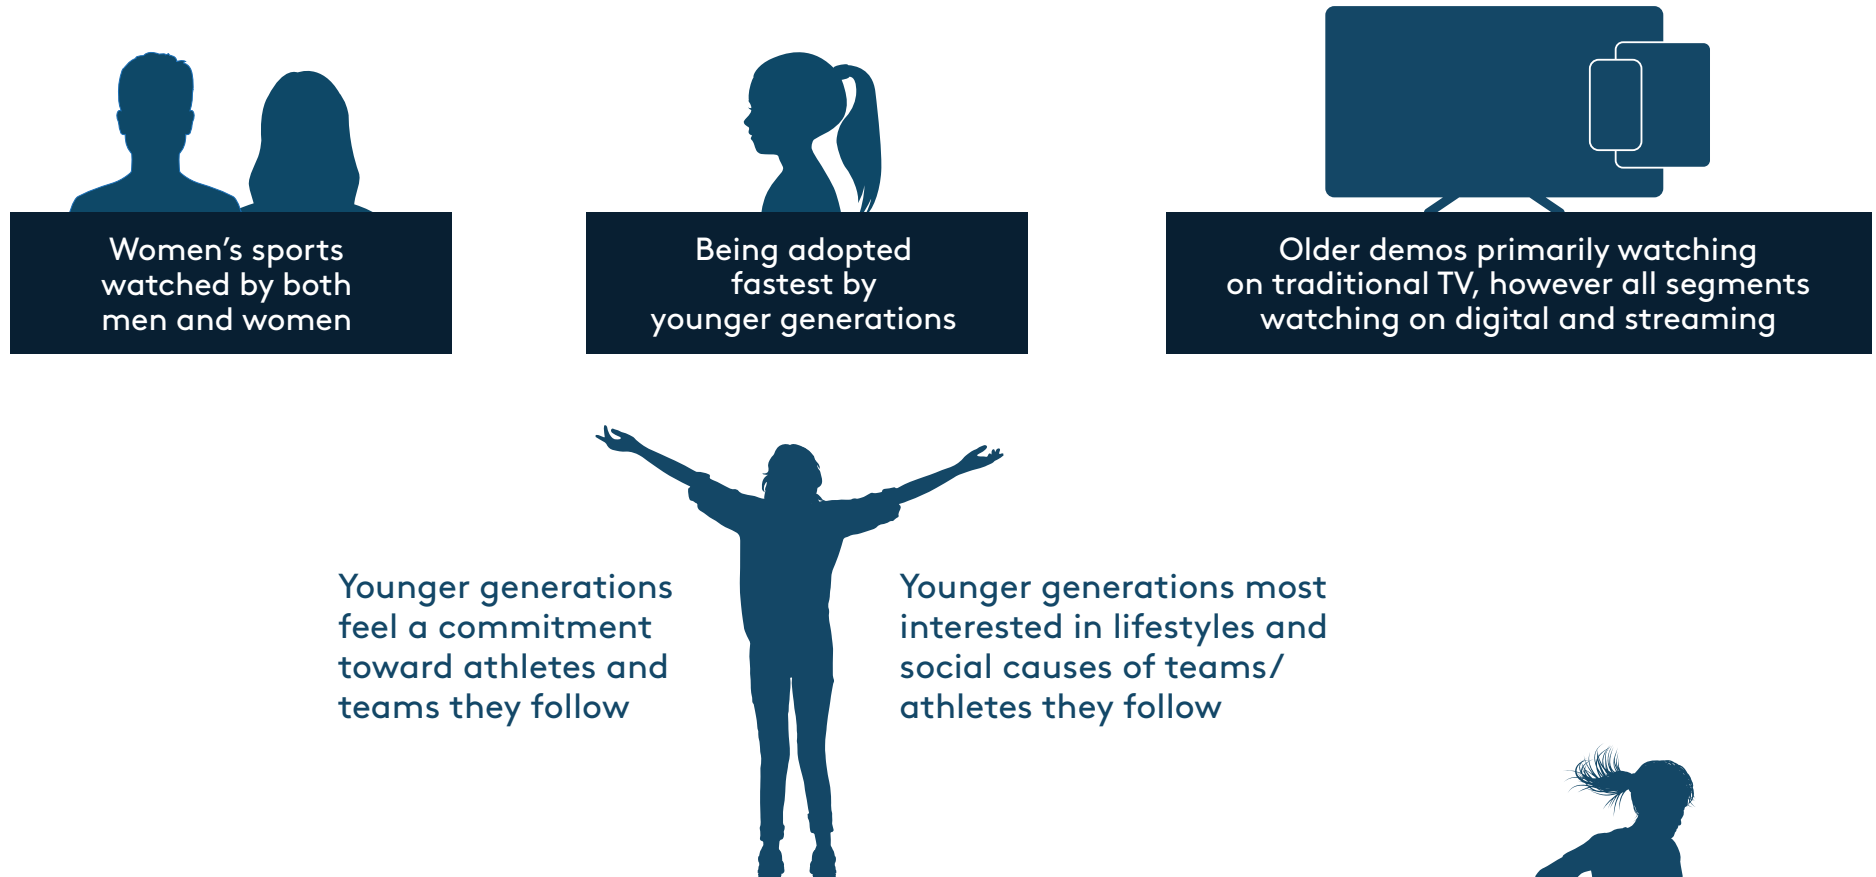 Women’s sports
watched by both
men and women
Being adopted
fastest by
younger generations
Older demos primarily watching
on traditional TV, however all segments
watching on digital and streaming
Younger generations
feel a commitment
toward athletes and
teams they follow
Younger generations most
interested in lifestyles and
social causes of teams/
athletes they follow